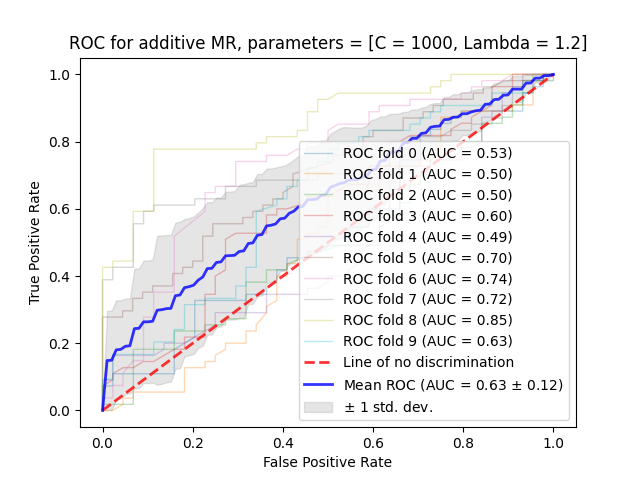 ROC for additive MR, parameters = [C = 1000, Lambda = 1.2]
True Positive Rate
1.0
0.8
0.6
0.4
0.2
0.0
ROC fold 0 (AUC = 0.53)
ROC fold 1 (AUC = 0.50)
ROC fold 2 (AUC = 0.50)
ROC fold 3 (AUC = 0.60)
ROC fold 4 (AUC = 0.49)
ROC fold 5 (AUC = 0.70)
ROC fold 6 (AUC = 0.74)
ROC fold 7 (AUC = 0.72)
ROC fold 8 (AUC = 0.85)
ROC fold 9 (AUC = 0.63)
Line of no discrimination
Mean ROC (AUC = 0.63 ± 0.12)
± 1 std. dev.
0.0 0.2 0.4 0.6 0.8 1.0
False Positive Rate